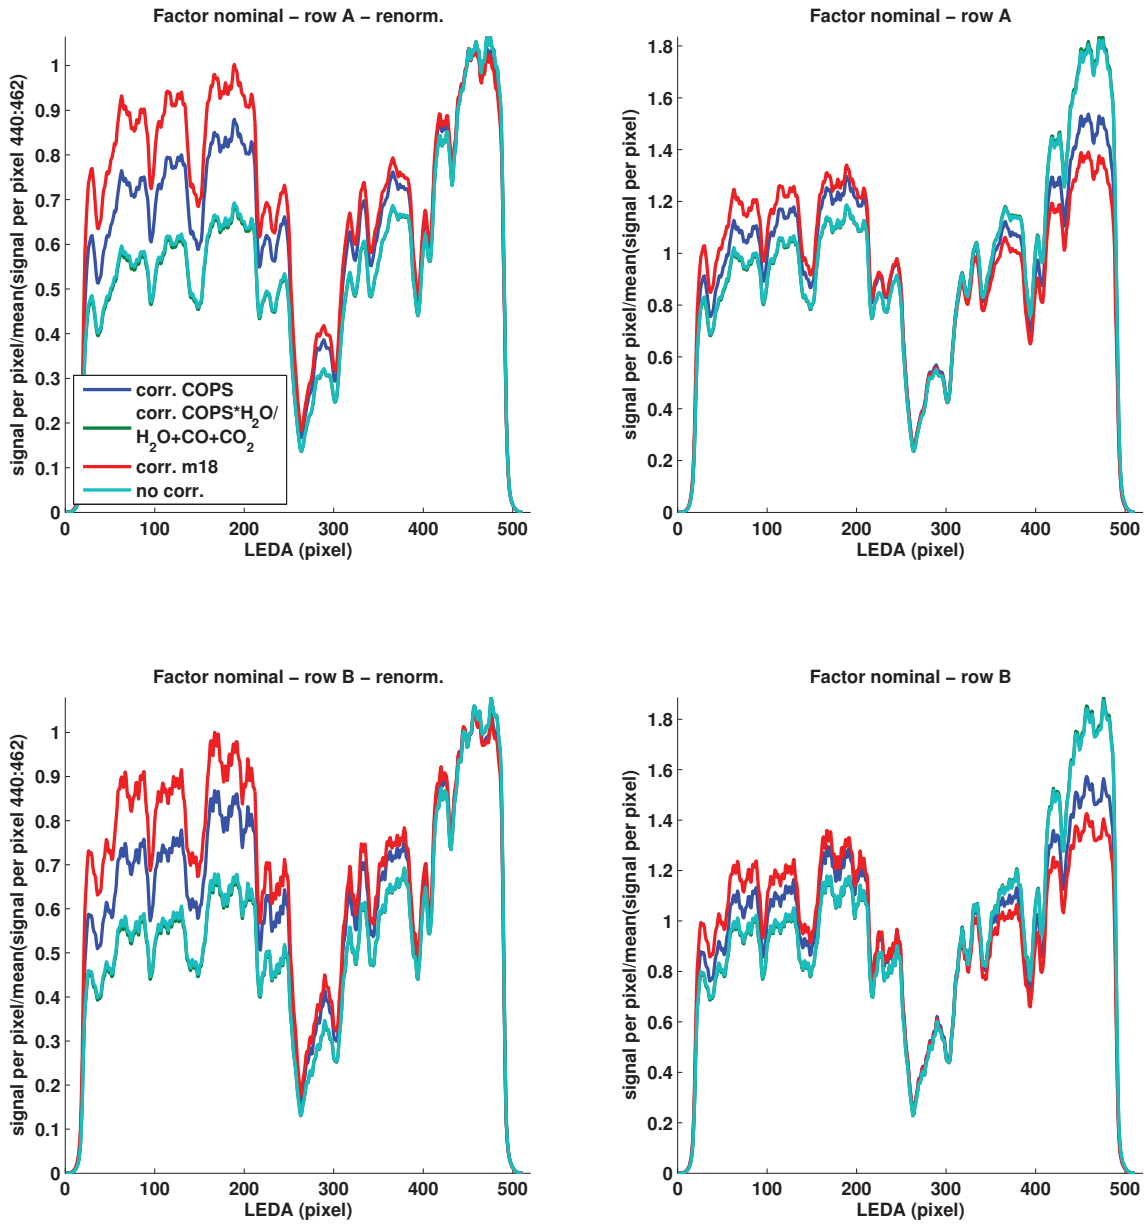 Factor nominal − row A − renorm.
signal per pixel/mean(signal per pixel 440:462)
1
0.9
0.8
0.7
0.6
0.5
0.4
0.3
0.2
0.1
0
corr. COPS
corr. COPS*H2O/
H2O+CO+CO2
corr. m18
no corr.
0 100 200 300 400 500
LEDA (pixel)
Factor nominal − row A
signal per pixel/mean(signal per pixel)
1.8
1.6
1.4
1.2
1
0.8
0.6
0.4
0.2
0
0 100 200 300 400 500
LEDA (pixel)
Factor nominal − row B − renorm.
signal per pixel/mean(signal per pixel 440:462)
1
0.9
0.8
0.7
0.6
0.5
0.4
0.3
0.2
0.1
0
0 100 200 300 400 500
LEDA (pixel)
Factor nominal − row B
signal per pixel/mean(signal per pixel)
1.8
1.6
1.4
1.2
1
0.8
0.6
0.4
0.2
0
0 100 200 300 400 500
LEDA (pixel)